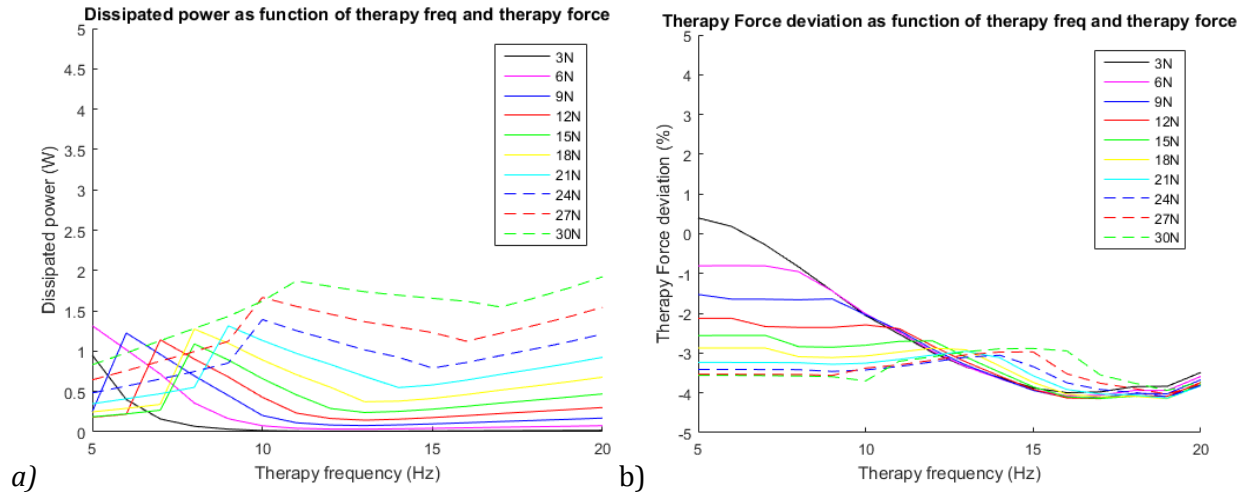 Dissipated power as function of therapy freq and therapy force
5
4.5
4
3.5
3
2.5
2
1.5
1
0.5
0
Dissipated power (W)
3N
6N
9N
12N
15N
18N
21N
24N
27N
30N
5
10
15
20
Therapy frequency (Hz)
a)
Therapy Force deviation as function of therapy freq and therapy force
5
4
3
2
1
0
-1
-2
-3
-4
-5
Therapy Force deviation (%)
3N
6N
9N
12N
15N
18N
21N
24N
27N
30N
5
10
15
20
Therapy frequency (Hz)
b)